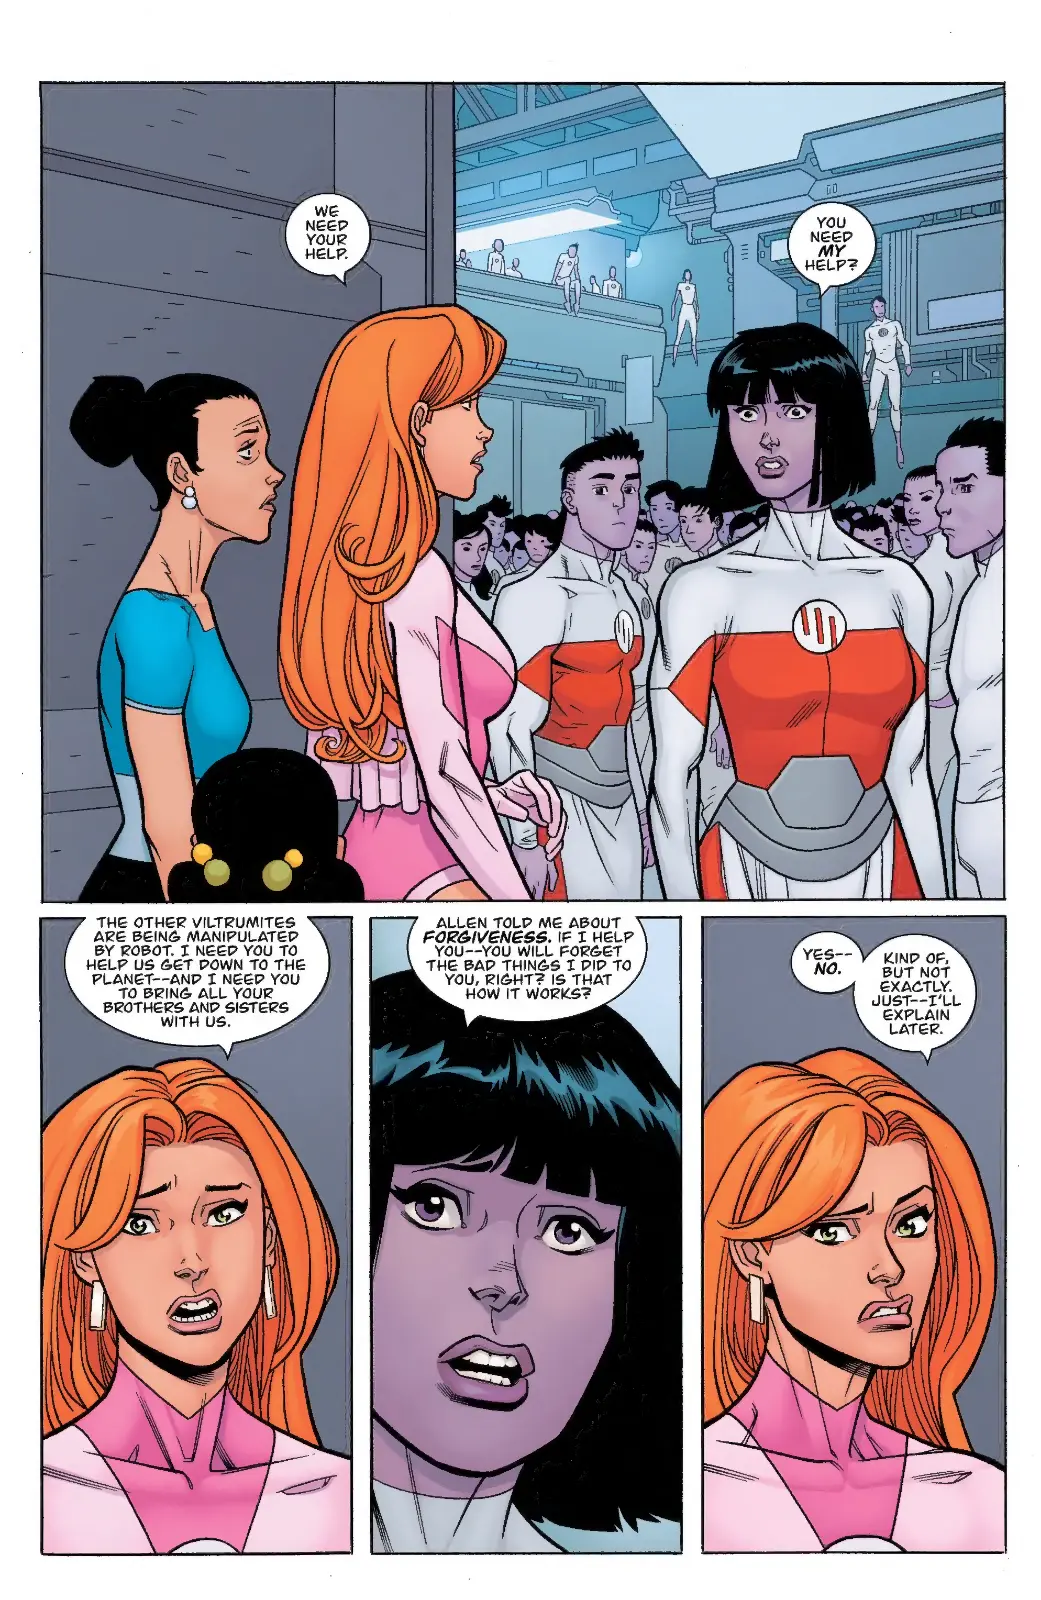 WE
NEED
YOUR
HELP.
YOU
NEED
MY
HELP?
THE OTHER VILTRUMITES
ARE BEING MANIPULATED
BY ROBOT. I NEED YOU TO
HELP US GET DOWN TO THE
PLANET--AND I NEED YOU
TO BRING ALL YOUR
BROTHERS AND SISTERS
WITH US.
ALLEN TOLD ME ABOUT
FORGIVENESS. IF I HELP
YOU--YOU WILL FORGET
THE BAD THINGS I DID TO
YOU, RIGHT? IS THAT
HOW IT WORKS?
YES--
NO.
KIND OF,
BUT NOT
EXACTLY.
JUST--I'LL
EXPLAIN
LATER.